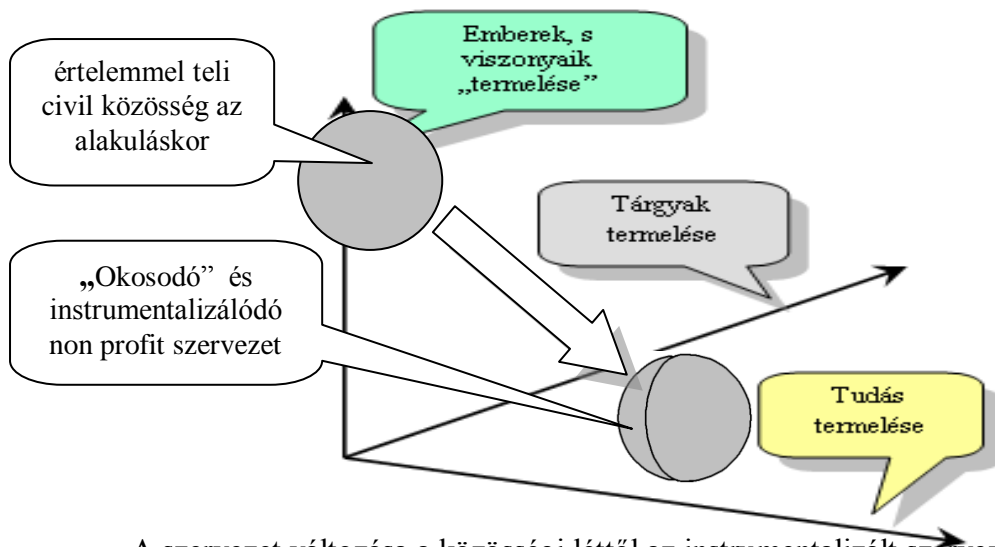 Emberek, s
viszonyaik
„termelése”
értelemmel teli
civil közösség az
alakuláskor
Tárgyak
termelése
„Okosodó” és
instrumentalizálódó
non profit szervezet
Tudás
termelése
A szervezet változása a közösségi léttől az instrumentalizált